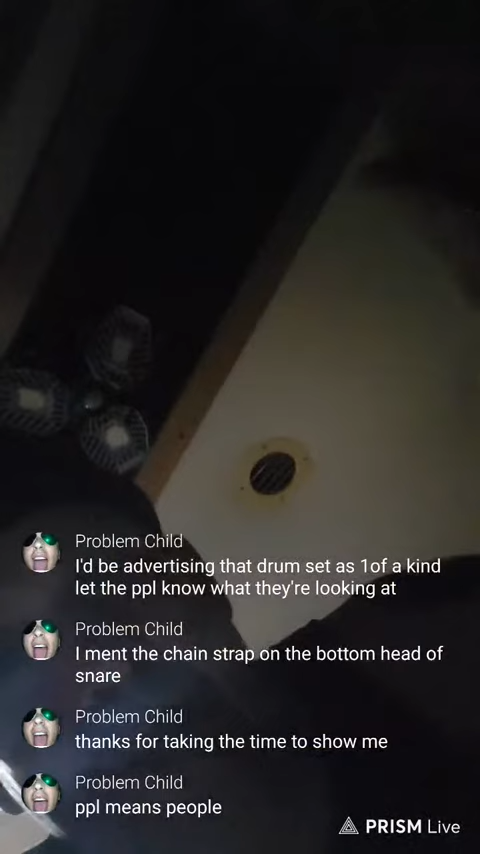 Problem Child
I'd be advertising that drum set as 1of a kind
let the ppl know what they're looking at
Problem Child
I ment the chain strap on the bottom head of
snare
Problem Child
thanks for taking the time to show me
Problem Child
ppl means people
PRISM Live